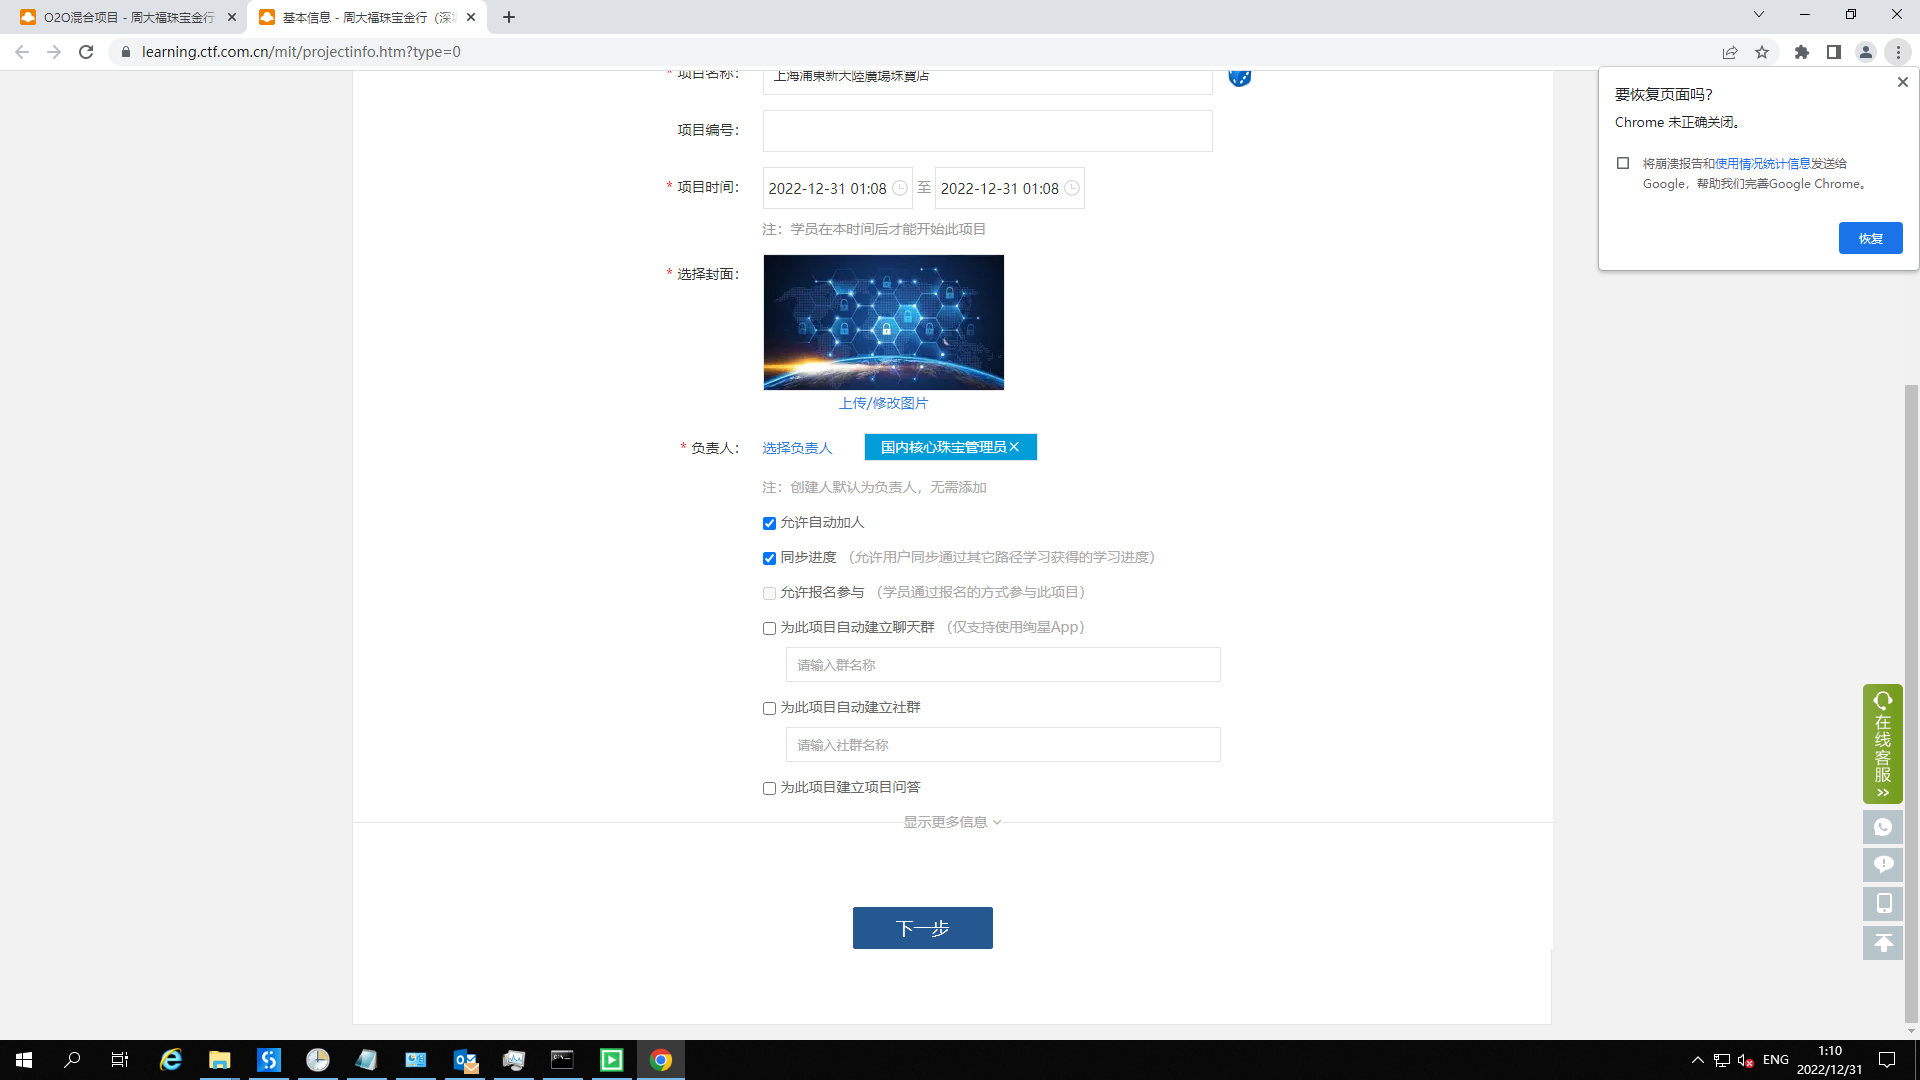 O2O混合项目 - 周大福珠宝金行
基本信息 - 周大福珠宝金行（深圳
learning.ctf.com.cn/mit/projectinfo.htm?type=0
要恢复页面吗？
Chrome 未正确关闭。
将崩溃报告和使用情况统计信息发送给
Google，帮助我们完善Google Chrome。
恢复
* 项目名称：
上海浦東新大陸廣場珠寶店
项目编号：
* 项目时间：
2022-12-31 01:08 至 2022-12-31 01:08
注：学员在本时间后才能开始此项目
* 选择封面：
上传/修改图片
* 负责人：
选择负责人
国内核心珠宝管理员×
注：创建人默认为负责人，无需添加
允许自动加人
同步进度 （允许用户同步通过其它路径学习获得的学习进度）
允许报名参与 （学员通过报名的方式参与此项目）
为此项目自动建立聊天群 （仅支持使用绚星App）
请输入群名称
为此项目自动建立社群
请输入社群名称
为此项目建立项目问答
显示更多信息
下一步
在线客服
ENG
1:10
2022/12/31